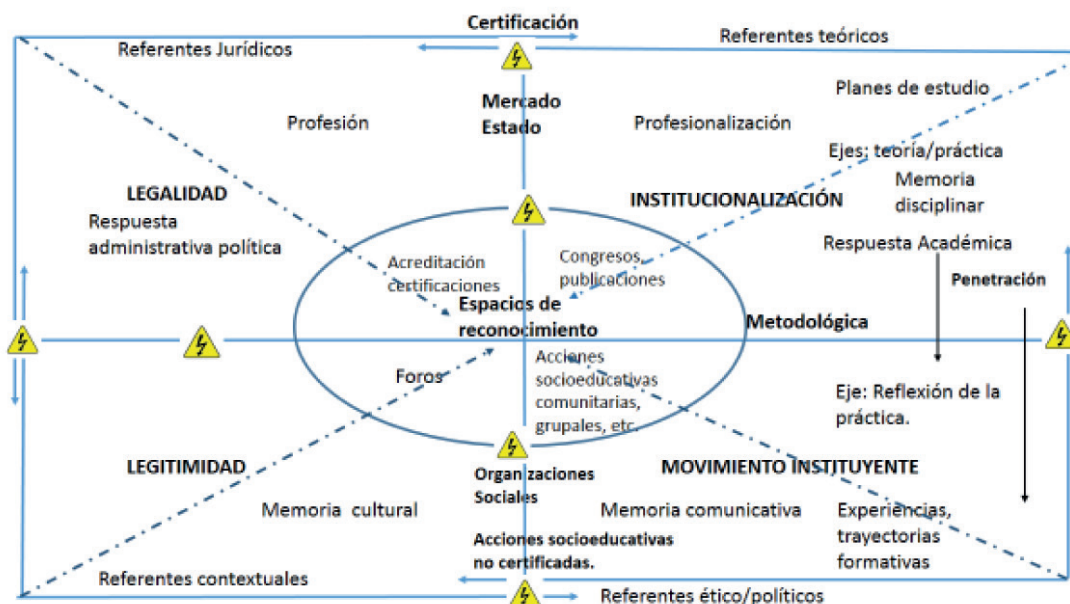 Certificación
Referentes Jurídicos
Referentes teóricos
Mercado
Estado
Planes de estudio
Profesión
Profesionalización
Ejes; teoría/práctica
LEGALIDAD
INSTITUCIONALIZACIÓN
Memoria
disciplinar
Respuesta
administrativa política
Respuesta Académica
Acreditación
certificaciones
Congresos,
publicaciones
Penetración
Espacios de
reconocimiento
Metodológica
Foros
Acciones
socioeducativas
comunitarias,
grupales, etc.
Eje: Reflexión de la
práctica.
LEGITIMIDAD
Organizaciones
Sociales
MOVIMIENTO INSTITUYENTE
Memoria cultural
Memoria comunicativa
Experiencias,
trayectorias
formativas
Acciones socioeducativas
no certificadas.
Referentes contextuales
Referentes ético/políticos